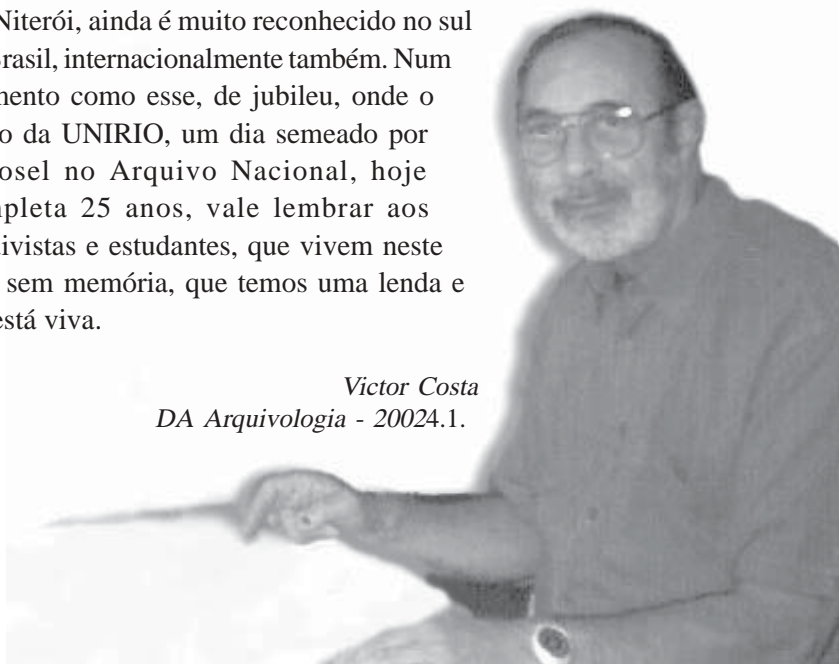 Niterói, ainda é muito reconhecido no sul
rasil, internacionalmente também. Num
mento como esse, de jubileu, onde o
o da UNIRIO, um dia semeado por
osel no Arquivo Nacional, hoje
npleta 25 anos, vale lembrar aos
ivistas e estudantes, que vivem neste
sem memória, que temos uma lenda e
está viva.
Victor Costa
DA Arquivologia - 20024.1.